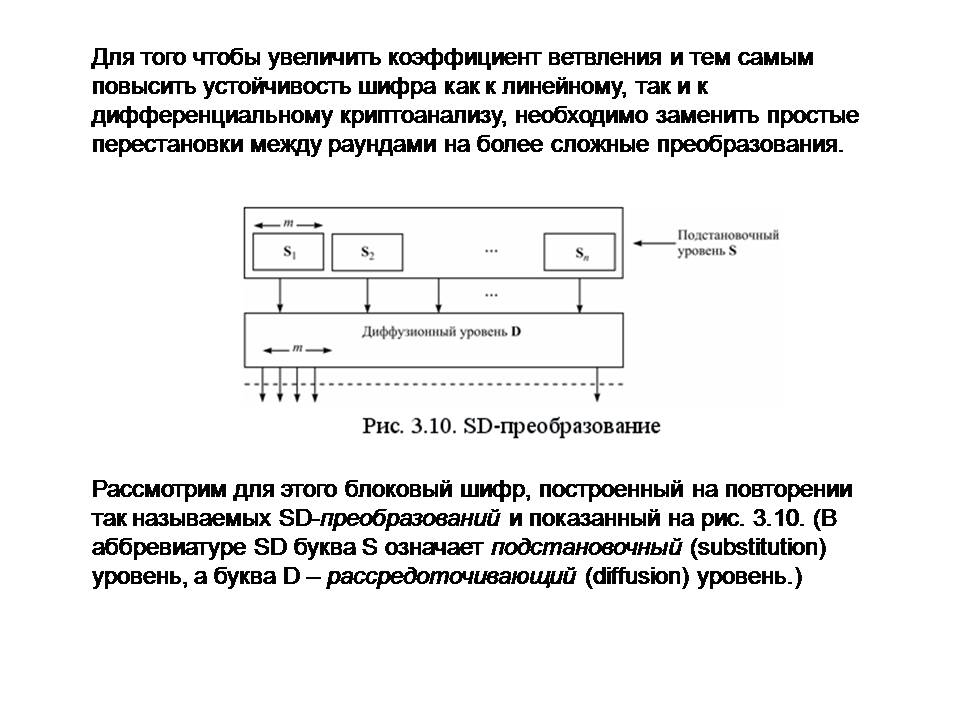 Для того чтобы увеличить коэффициент ветвления и тем самым
повысить устойчивость шифра как к линейному, так и к
дифференциальному криптоанализу, необходимо заменить простые
перестановки между раундами на более сложные преобразования.
m
S1 S2 ... Sn
Подстановочный
уровень S
...
Диффузионный уровень D
m
Рис. 3.10. SD-преобразование
Рассмотрим для этого блоковый шифр, построенный на повторении
так называемых SD-преобразований и показанный на рис. 3.10. (В
аббревиатуре SD буква S означает подстановочный (substitution)
уровень, а буква D – рассредоточивающий (diffusion) уровень.)